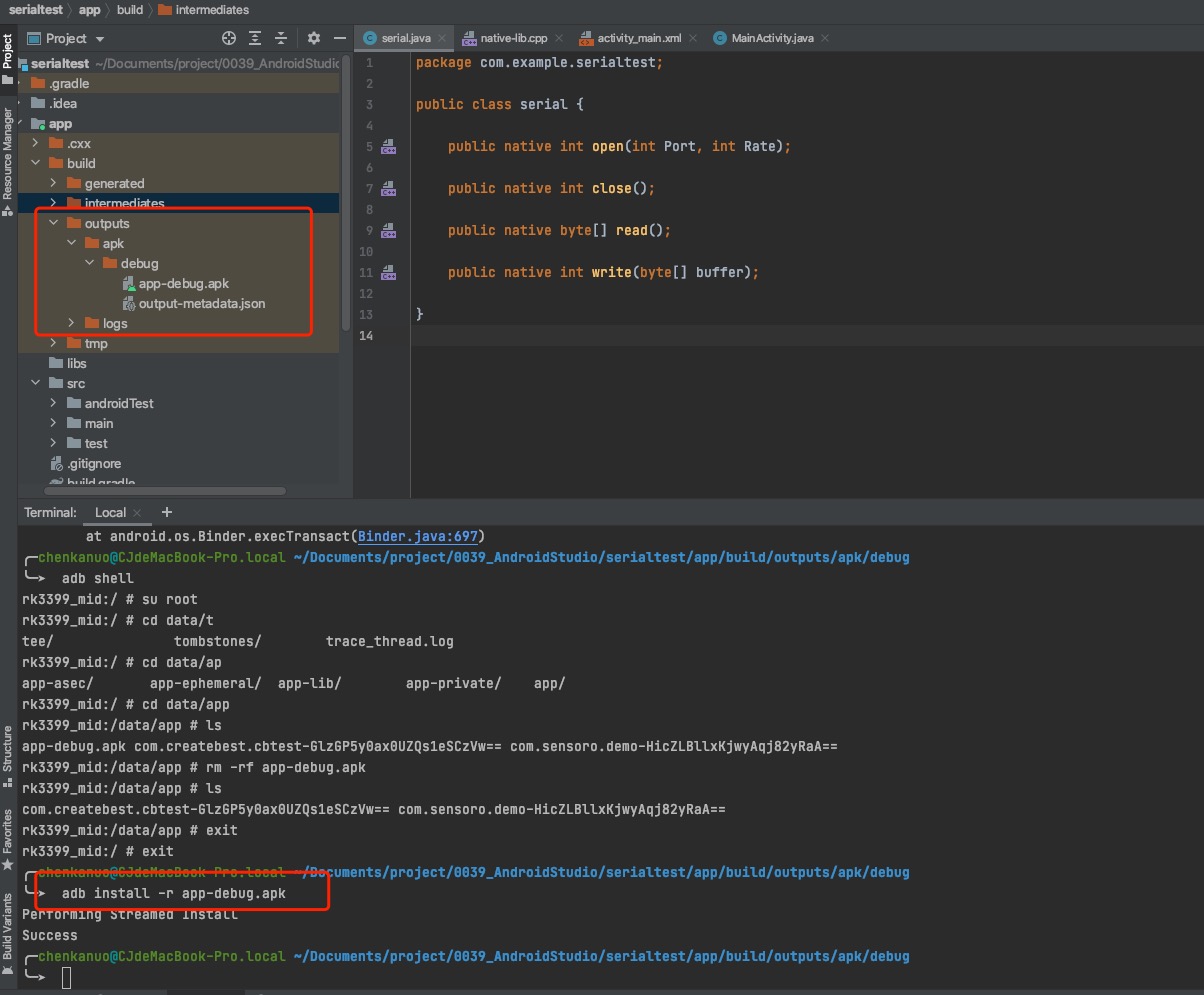 serialtest app build intermediates
Project
serial.java native-lib.cpp activity_main.xml MainActivity.java
Project
Resource Manager
Structure
Favorites
Build Variants
serialtest ~/Documents/project/0039_AndroidStudio
.gradle
.idea
app
.cxx
build
generated
intermediates
outputs
apk
debug
app-debug.apk
output-metadata.json
logs
tmp
libs
src
androidTest
main
test
.gitignore
build.gradle
1 package com.example.serialtest;
2
3 public class serial {
4
5 public native int open(int Port, int Rate);
6
7 public native int close();
8
9 public native byte[] read();
10
11 public native int write(byte[] buffer);
12
13 }
14
Terminal: Local +
at android.os.Binder.execTransact(Binder.java:697)
chenkanuo@CJdeMacBook-Pro.local ~/Documents/project/0039_AndroidStudio/serialtest/app/build/outputs/apk/debug
adb shell
rk3399_mid:/ # su root
rk3399_mid:/ # cd data/t
tee/ tombstones/ trace_thread.log
rk3399_mid:/ # cd data/ap
app-asec/ app-ephemeral/ app-lib/ app-private/ app/
rk3399_mid:/ # cd data/app
rk3399_mid:/data/app # ls
app-debug.apk com.createbest.cbtest-GlzGP5y0ax0UZQs1eSCzVw== com.sensoro.demo-HicZLBllxKjwyAqj82yRaA==
rk3399_mid:/data/app # rm -rf app-debug.apk
rk3399_mid:/data/app # ls
com.createbest.cbtest-GlzGP5y0ax0UZQs1eSCzVw== com.sensoro.demo-HicZLBllxKjwyAqj82yRaA==
rk3399_mid:/data/app # exit
rk3399_mid:/ # exit
chenkanuo@CJdeMacBook-Pro.local ~/Documents/project/0039_AndroidStudio/serialtest/app/build/outputs/apk/debug
adb install -r app-debug.apk
Performing Streamed Install
Success
chenkanuo@CJdeMacBook-Pro.local ~/Documents/project/0039_AndroidStudio/serialtest/app/build/outputs/apk/debug